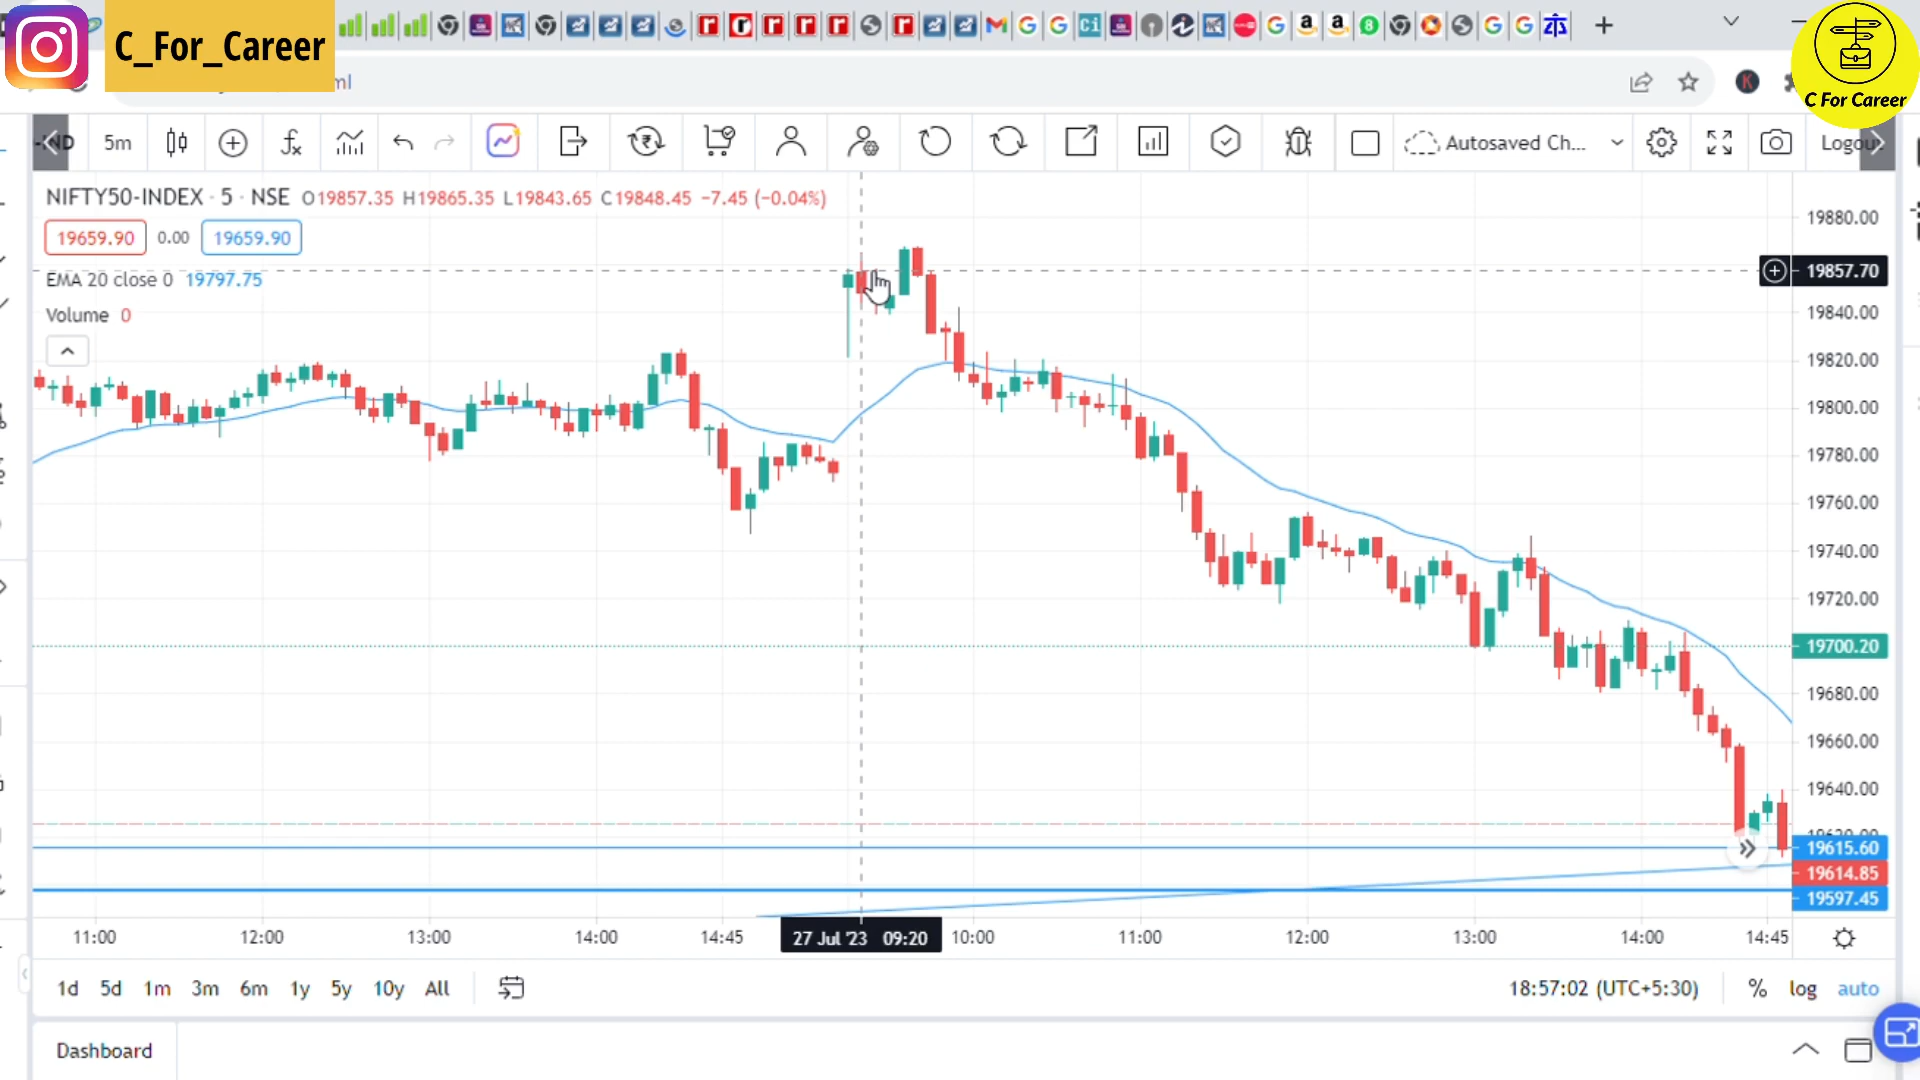 C_For_Career
ml
C For Career
5m
Autosaved Ch...
NIFTY50-INDEX · 5 · NSE O19857.35 H19865.35 L19843.65 C19848.45 −7.45 (−0.04%)
19659.90 0.00 19659.90
EMA 20 close 0 19797.75
Volume 0
19880.00
19857.70
19840.00
19820.00
19800.00
19780.00
19760.00
19740.00
19720.00
19700.20
19680.00
19660.00
19640.00
19615.60
19614.85
19597.45
11:00 12:00 13:00 14:00 14:45 27 Jul '23 09:20 10:00 11:00 12:00 13:00 14:00 14:45
1d 5d 1m 3m 6m 1y 5y 10y All 18:57:02 (UTC+5:30) % log auto
Dashboard